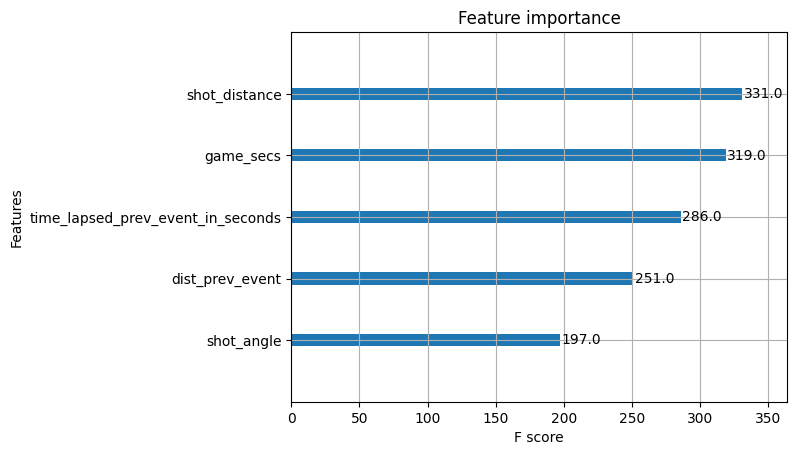 Feature importance
Features
shot_distance
331.0
game_secs
319.0
time_lapsed_prev_event_in_seconds
286.0
dist_prev_event
251.0
shot_angle
197.0
0 50 100 150 200 250 300 350
F score